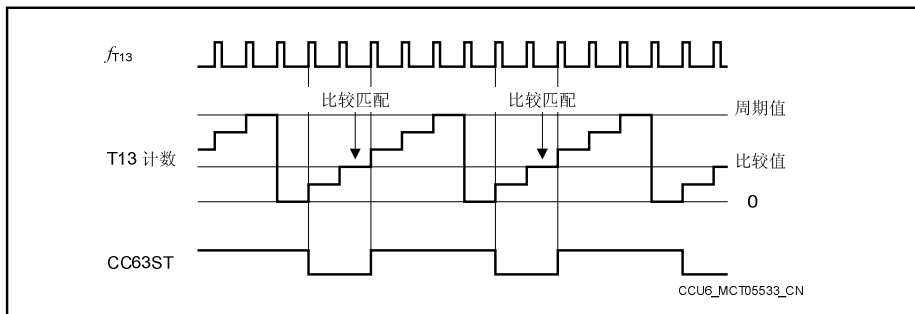 fT13
比较匹配 比较匹配
周期值
T13 计数
比较值
0
CC63ST
CCU6_MCT05533_CN